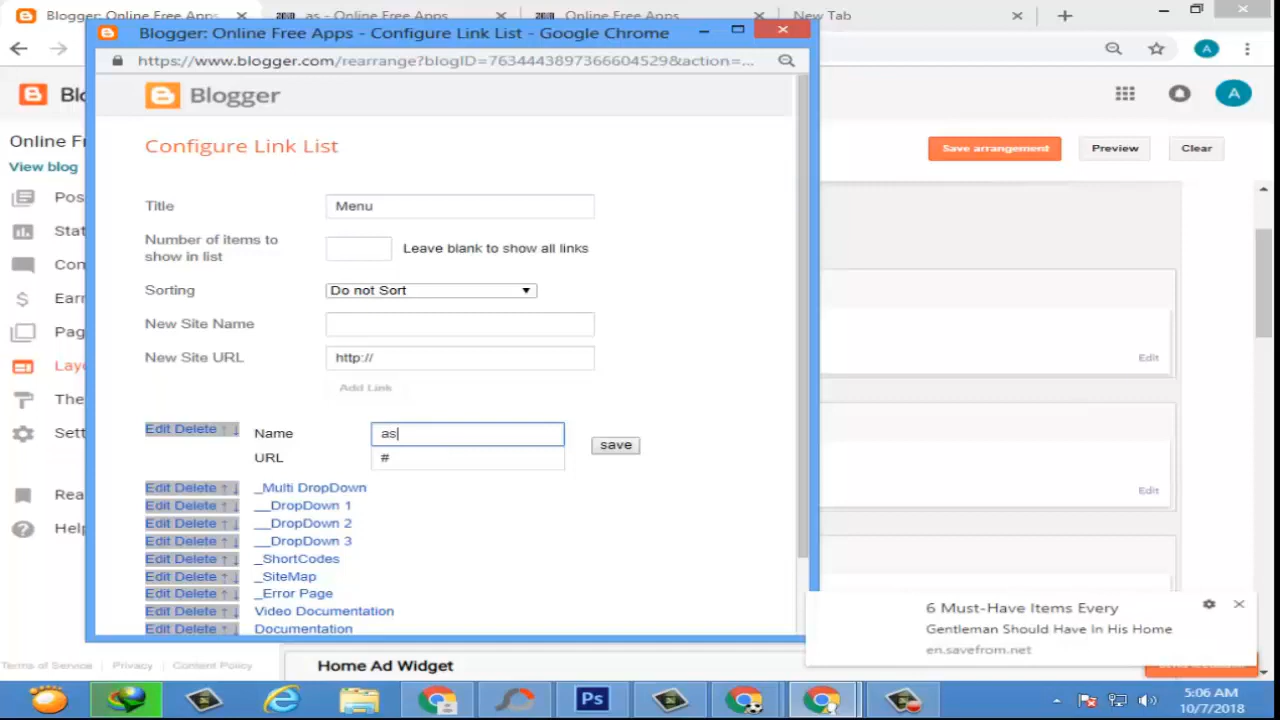 Blogger: Online Free Apps
as - Online Free Apps
Online Free Apps
New Tab
Blogger: Online Free Apps - Configure Link List - Google Chrome
https://www.blogger.com/rearrange?blogID=7634443897366604529&action=...
A
Blogger
A
Online F
View blog
Configure Link List
Save arrangement
Preview
Clear
Title
Menu
Number of items to show in list
Leave blank to show all links
Sorting
Do not Sort
New Site Name
New Site URL
http://
Add Link
Edit
Edit Delete ↑ ↓
Name
as
save
URL
#
Edit
Edit Delete ↑ ↓ _Multi DropDown
Edit Delete ↑ ↓ __DropDown 1
Edit Delete ↑ ↓ __DropDown 2
Edit Delete ↑ ↓ __DropDown 3
Edit Delete ↑ ↓ _ShortCodes
Edit Delete ↑ ↓ _SiteMap
Edit Delete ↑ ↓ _Error Page
Edit Delete ↑ ↓ Video Documentation
Edit Delete ↑ ↓ Documentation
Pos
Stat
Con
Earn
Pag
Layo
The
Sett
Rea
Help
6 Must-Have Items Every
Gentleman Should Have In His Home
en.savefrom.net
Terms of Service | Privacy | Content Policy
Home Ad Widget
Ps
5:06 AM
10/7/2018